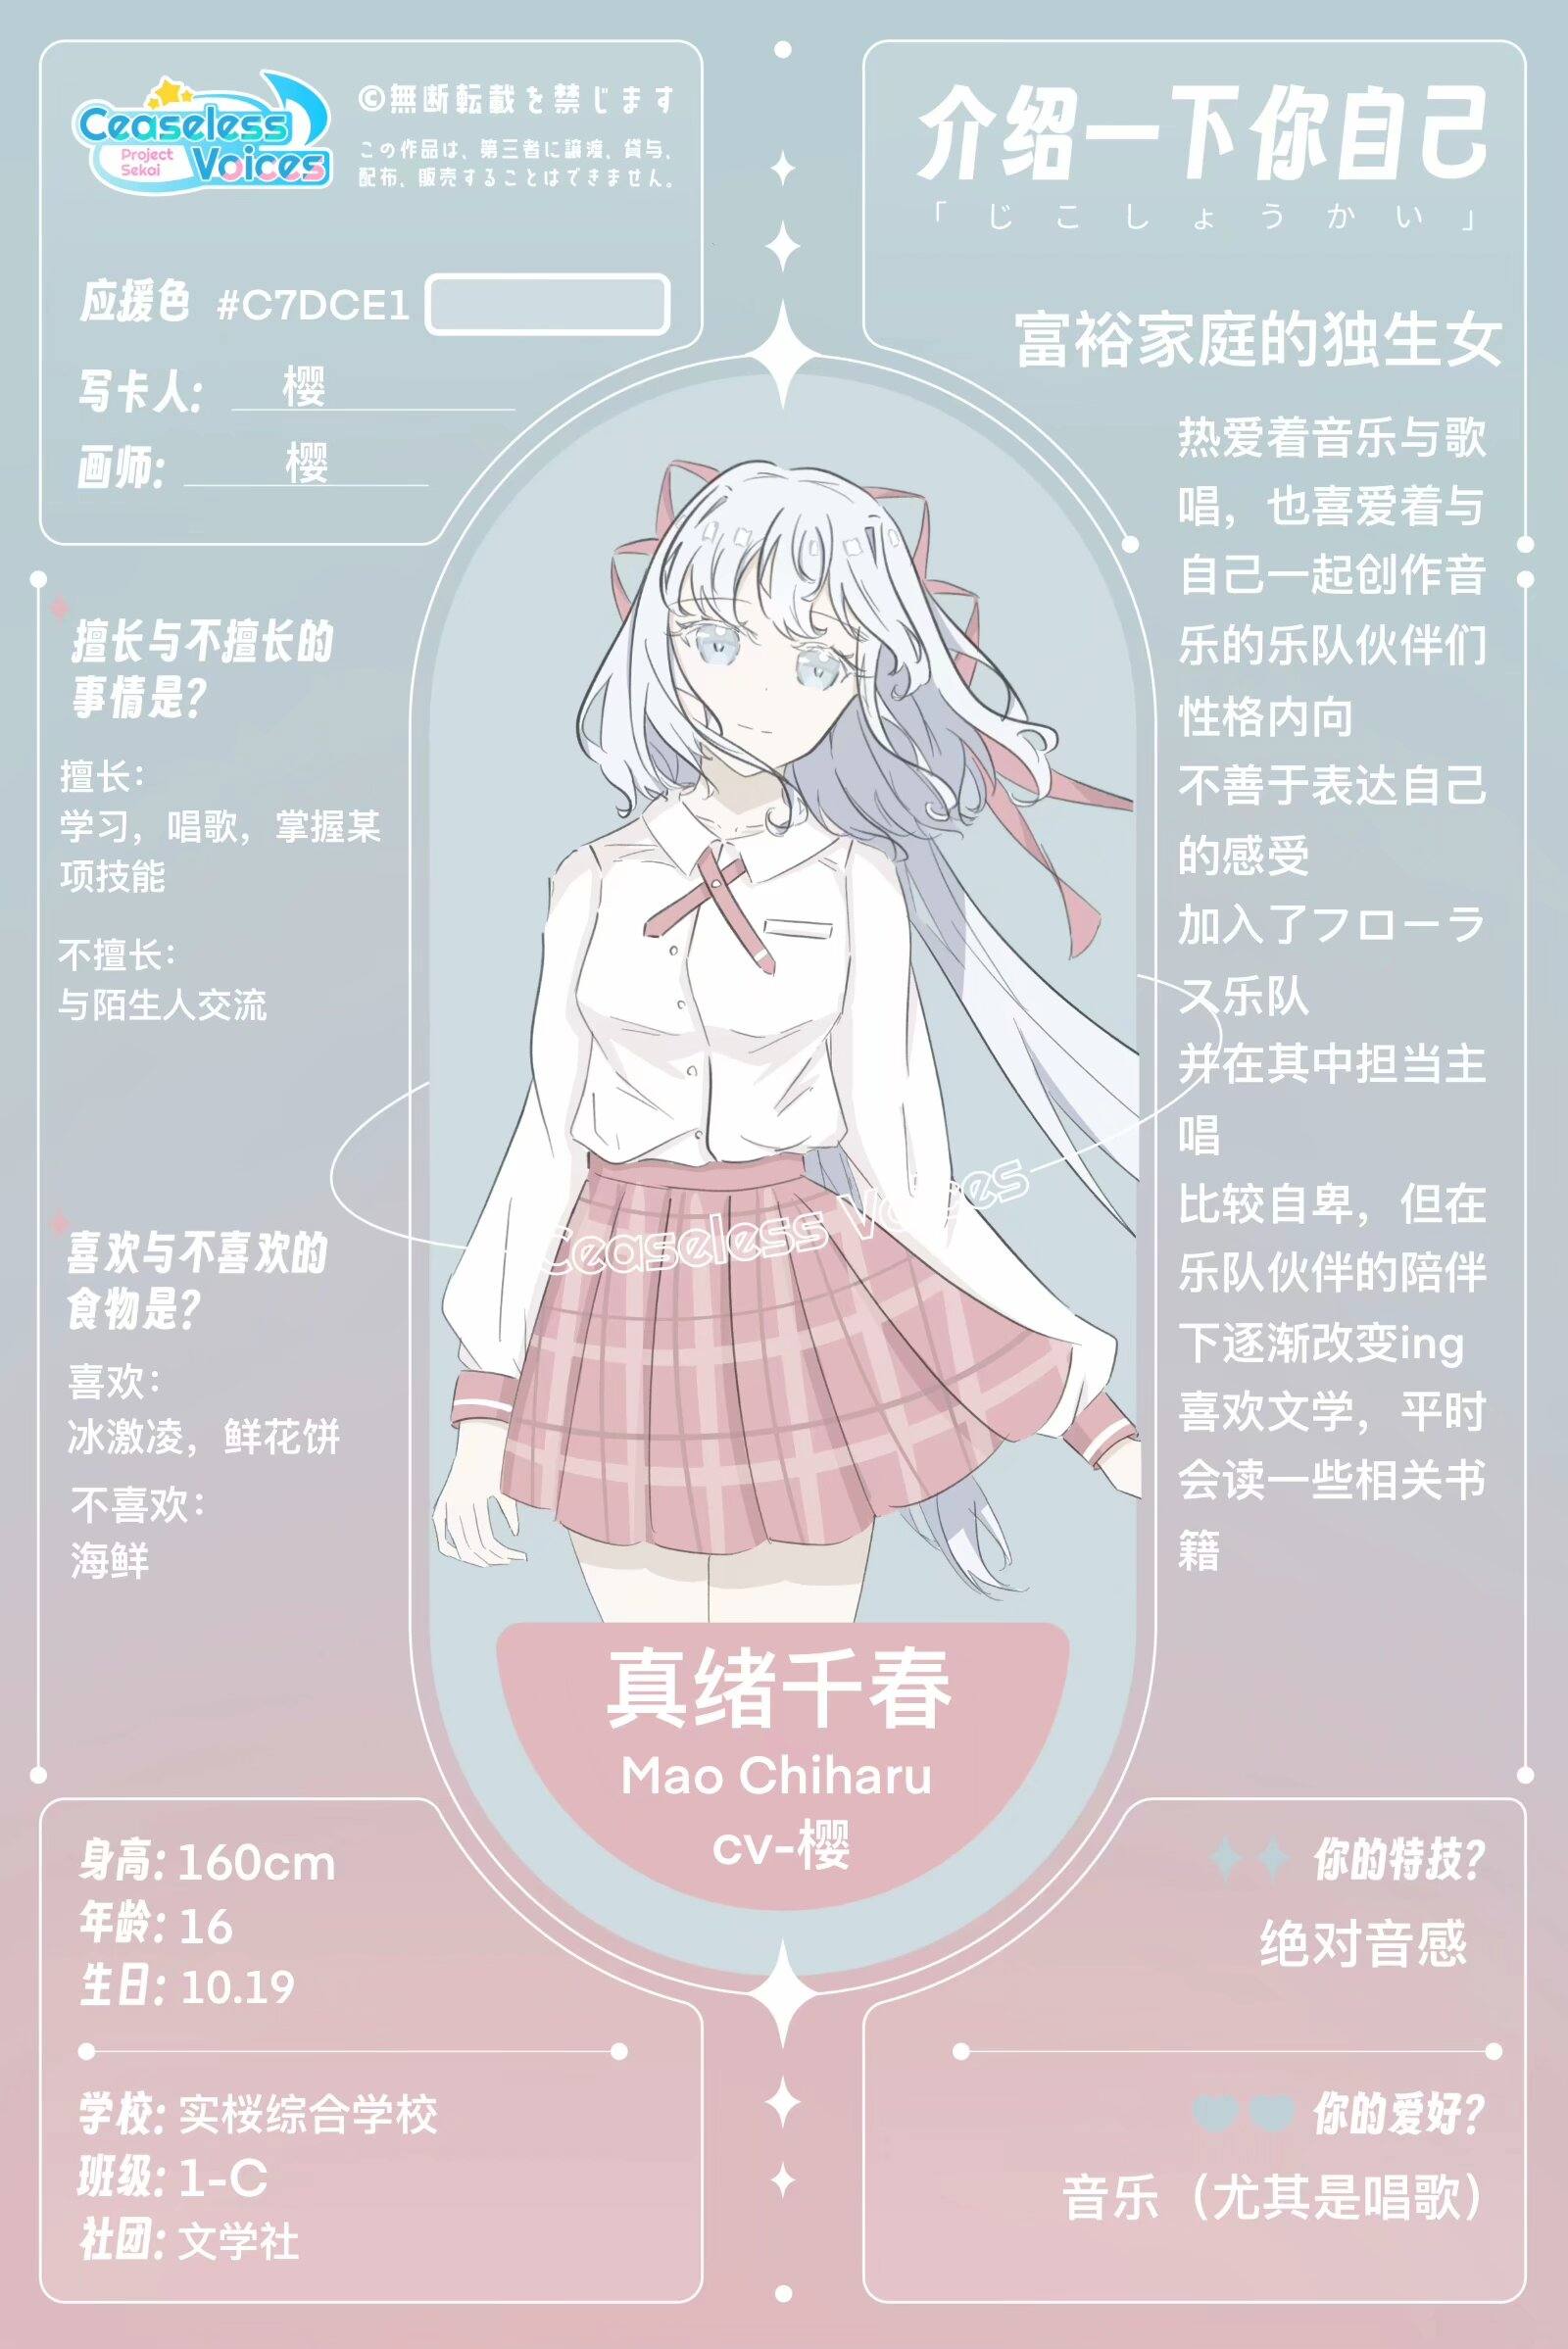 Ceaseless
Voices
Project
Sekai
©無断転載を禁じます
この作品は、第三者に譲渡、貸与、
配布、販売することはできません。
应援色 #C7DCE1
写卡人: 樱
画师: 樱
介绍一下你自己
「じこしょうかい」
富裕家庭的独生女
热爱着音乐与歌
唱，也喜爱着与
自己一起创作音
乐的乐队伙伴们
性格内向
不善于表达自己
的感受
加入了フローラ
ス乐队
并在其中担当主
唱
比较自卑，但在
乐队伙伴的陪伴
下逐渐改变ing
喜欢文学，平时
会读一些相关书
籍
擅长与不擅长的
事情是？
擅长：
学习，唱歌，掌握某
项技能
不擅长：
与陌生人交流
喜欢与不喜欢的
食物是？
喜欢：
冰激凌，鲜花饼
不喜欢：
海鲜
Ceaseless Voices
真绪千春
Mao Chiharu
cv-樱
身高: 160cm
年龄: 16
生日: 10.19
学校: 实桜综合学校
班级: 1-C
社团: 文学社
你的特技？
绝对音感
你的爱好？
音乐（尤其是唱歌）